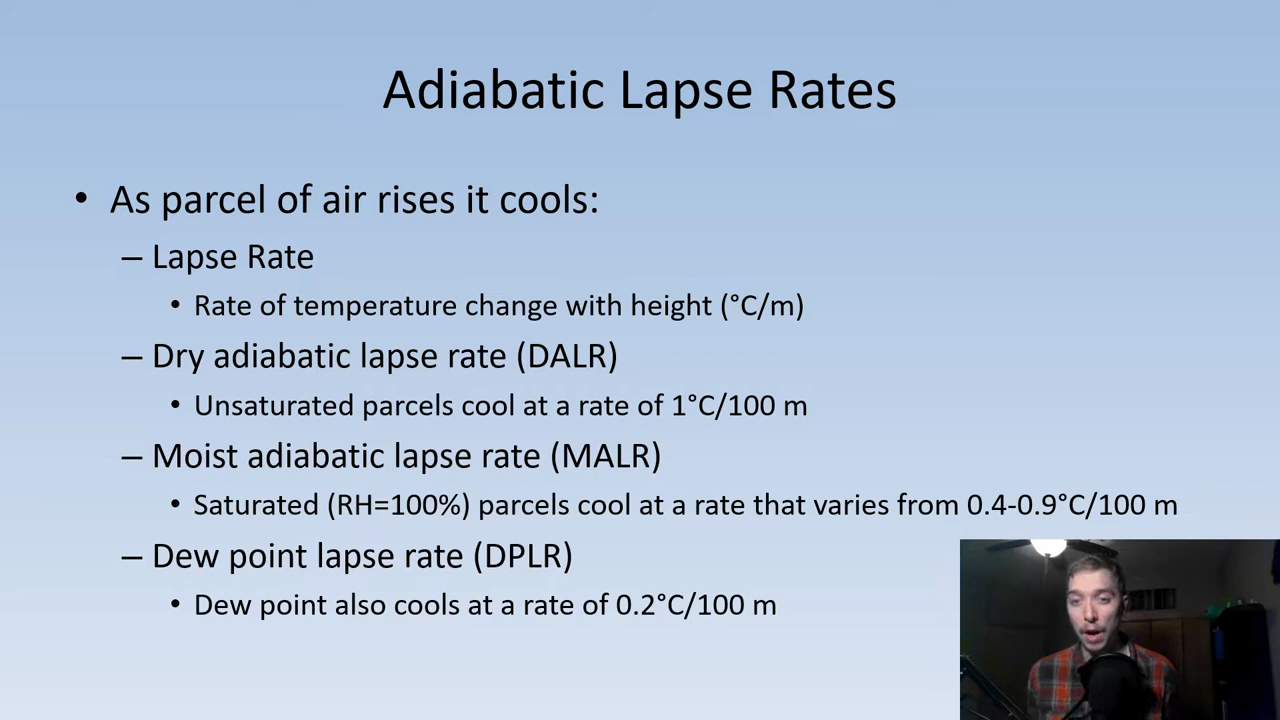 Adiabatic Lapse Rates
• As parcel of air rises it cools:
– Lapse Rate
• Rate of temperature change with height (°C/m)
– Dry adiabatic lapse rate (DALR)
• Unsaturated parcels cool at a rate of 1°C/100 m
– Moist adiabatic lapse rate (MALR)
• Saturated (RH=100%) parcels cool at a rate that varies from 0.4-0.9°C/100 m
– Dew point lapse rate (DPLR)
• Dew point also cools at a rate of 0.2°C/100 m